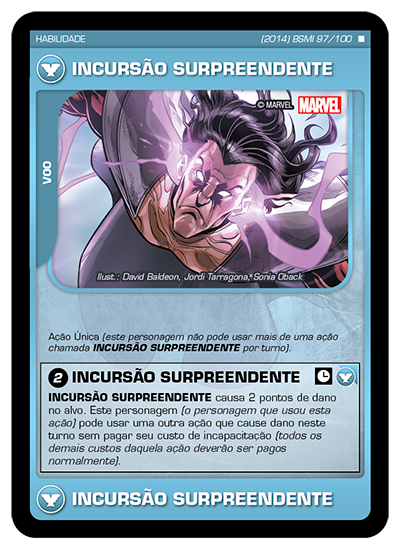 HABILIDADE
(2014) BSMI 97/100 ■
INCURSÃO SURPREENDENTE
© MARVEL MARVEL
VOO
Ilust.: David Baldeon, Jordi Tarragona, Sonia Oback
Ação Única (este personagem não pode usar mais de uma ação
chamada INCURSÃO SURPREENDENTE por turno).
2 INCURSÃO SURPREENDENTE
INCURSÃO SURPREENDENTE causa 2 pontos de dano
no alvo. Este personagem (o personagem que usou esta
ação) pode usar uma outra ação que cause dano neste
turno sem pagar seu custo de incapacitação (todos os
demais custos daquela ação deverão ser pagos
normalmente).
INCURSÃO SURPREENDENTE